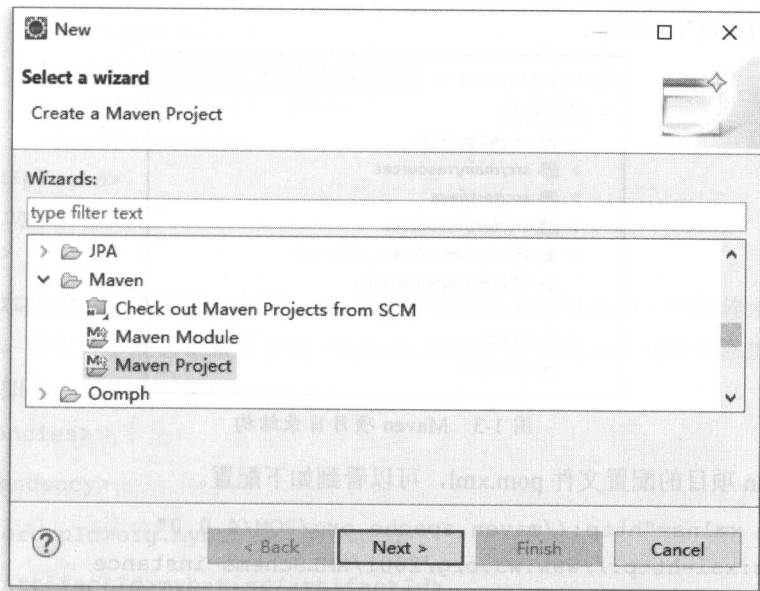 New
Select a wizard
Create a Maven Project
Wizards:
type filter text
JPA
Maven
Check out Maven Projects from SCM
Maven Module
Maven Project
Oomph
图 1-3 Maven 项目目录结构
项目的配置文件 pom.xml，可以看到如下配置。
< Back
Next >
Finish
Cancel